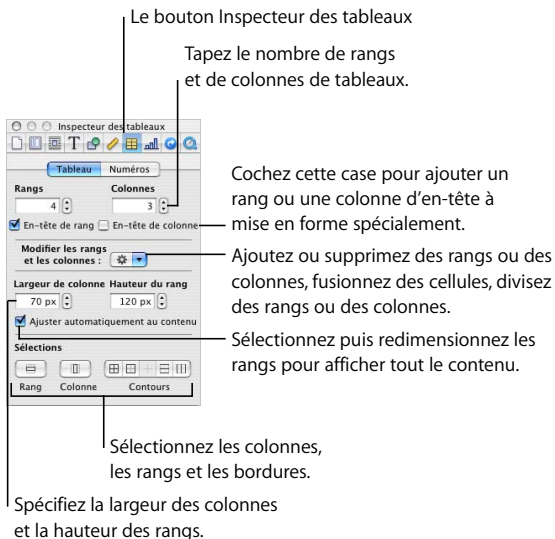 Le bouton Inspecteur des tableaux
Tapez le nombre de rangs
et de colonnes de tableaux.
Inspecteur des tableaux
T
Tableau Numéros
Rangs Colonnes
4 3
En-tête de rang En-tête de colonne
Cochez cette case pour ajouter un
rang ou une colonne d'en-tête à
mise en forme spécialement.
Modifier les rangs
et les colonnes :
Ajoutez ou supprimez des rangs ou des
colonnes, fusionnez des cellules, divisez
des rangs ou des colonnes.
Largeur de colonne Hauteur du rang
70 px 120 px
Ajuster automatiquement au contenu
Sélectionnez puis redimensionnez les
rangs pour afficher tout le contenu.
Sélections
Rang Colonne Contours
Sélectionnez les colonnes,
les rangs et les bordures.
Spécifiez la largeur des colonnes
et la hauteur des rangs.